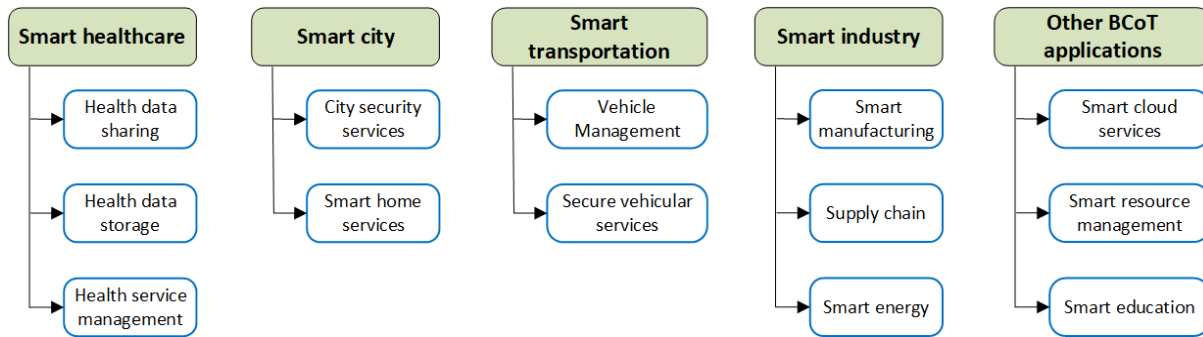 Smart healthcare
Health data
sharing
Health data
storage
Health service
management
Smart city
City security
services
Smart home
services
Smart
transportation
Vehicle
Management
Secure vehicular
services
Smart industry
Smart
manufacturing
Supply chain
Smart energy
Other BCoT
applications
Smart cloud
services
Smart resource
management
Smart education